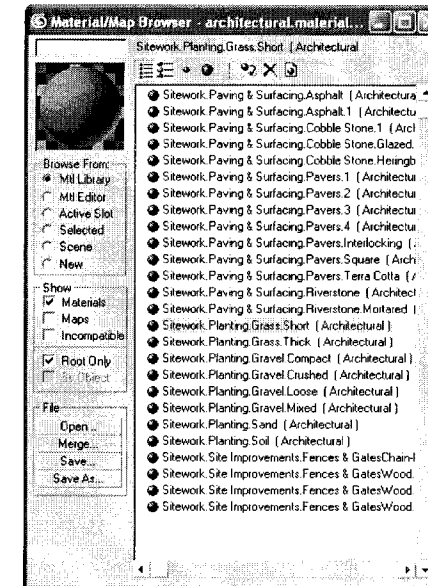 Material/Map Browser - architectural.material...
Sitework.Planting.Grass.Short ( Architectural
Browse From:
Mtl Library
Mtl Editor
Active Slot
Selected
Scene
New
Show
Materials
Maps
Incompatible
Root Only
By Object
File
Open...
Merge...
Save...
Save As...
Sitework.Paving & Surfacing.Asphalt ( Architectura
Sitework.Paving & Surfacing.Asphalt.1 ( Architectu
Sitework.Paving & Surfacing.Cobble Stone.1 ( Arcl
Sitework.Paving & Surfacing.Cobble Stone.Glazed.
Sitework.Paving & Surfacing.Cobble Stone.Heringb
Sitework.Paving & Surfacing.Pavers.1 ( Architectur
Sitework.Paving & Surfacing.Pavers.2 ( Architectur
Sitework.Paving & Surfacing.Pavers.3 ( Architectur
Sitework.Paving & Surfacing.Pavers.4 ( Architectur
Sitework.Paving & Surfacing.Pavers.Interlocking (
Sitework.Paving & Surfacing.Pavers.Square ( Arch
Sitework.Paving & Surfacing.Pavers.Terra Cotta (
Sitework.Paving & Surfacing.Riverstone ( Architect
Sitework.Paving & Surfacing.Riverstone.Mortared (
Sitework.Planting.Grass.Short ( Architectural )
Sitework.Planting.Grass.Thick ( Architectural )
Sitework.Planting.Gravel.Compact ( Architectural )
Sitework.Planting.Gravel.Crushed ( Architectural )
Sitework.Planting.Gravel.Loose ( Architectural )
Sitework.Planting.Gravel.Mixed ( Architectural )
Sitework.Planting.Sand ( Architectural )
Sitework.Planting.Soil ( Architectural )
Sitework.Site Improvements.Fences & GatesChain-l
Sitework.Site Improvements.Fences & GatesWood.
Sitework.Site Improvements.Fences & GatesWood.
Sitework.Site Improvements.Fences & GatesWood.